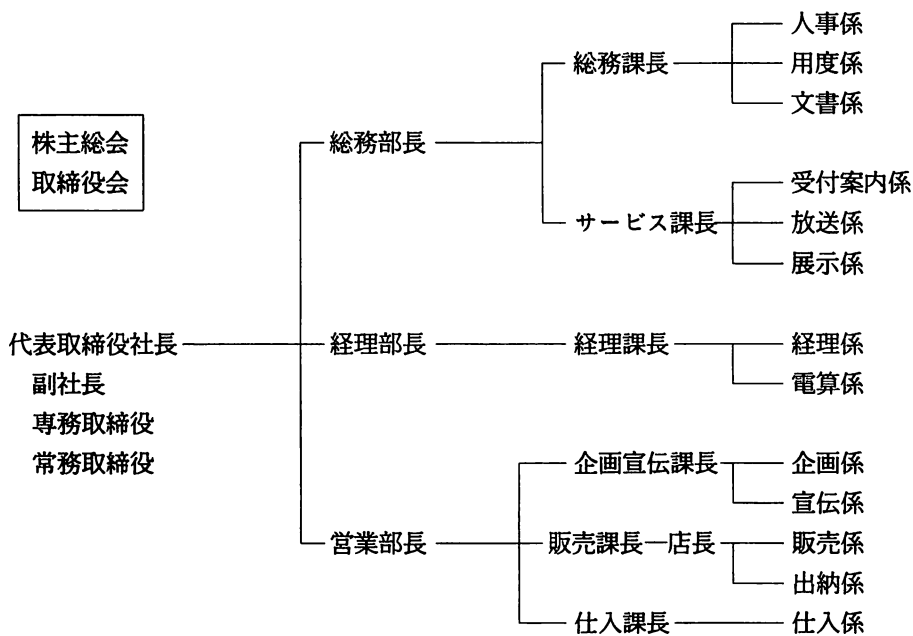 株主総会
取締役会
代表取締役社長
副社長
専務取締役
常務取締役
総務部長
総務課長
人事係
用度係
文書係
サービス課長
受付案内係
放送係
展示係
経理部長
経理課長
経理係
電算係
営業部長
企画宣伝課長
企画係
宣伝係
販売課長 店長
販売係
出納係
仕入課長
仕入係